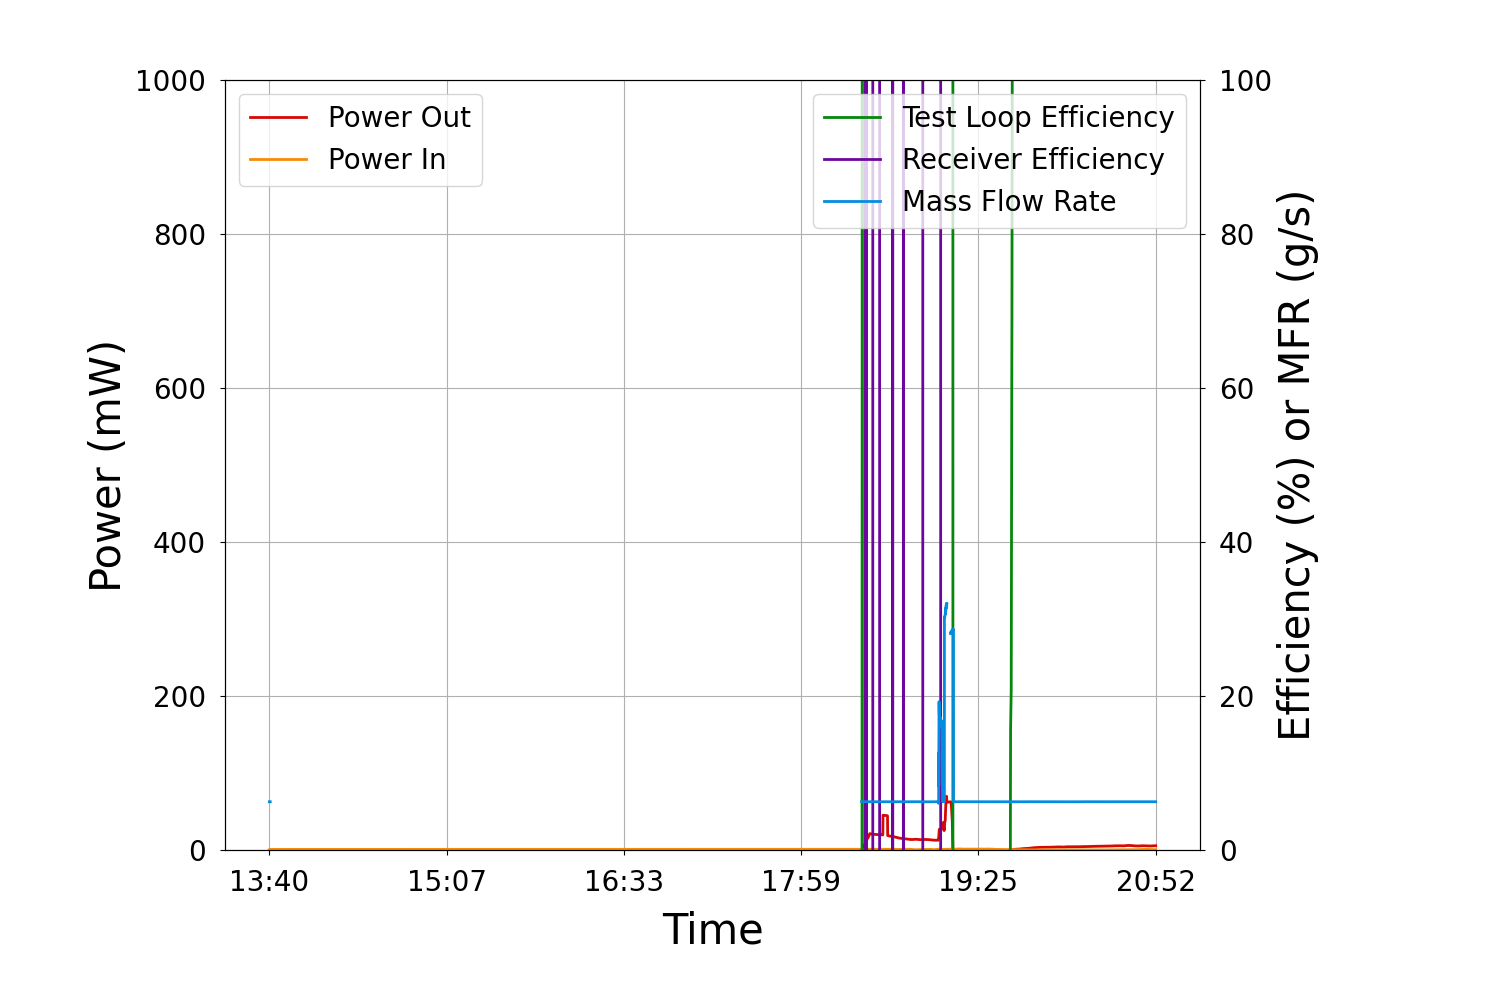 1000
800
600
400
200
0
Power (mW)
Power Out
Power In
Test Loop Efficiency
Receiver Efficiency
Mass Flow Rate
100
80
60
40
20
0
Efficiency (%) or MFR (g/s)
13:40 15:07 16:33 17:59 19:25 20:52
Time